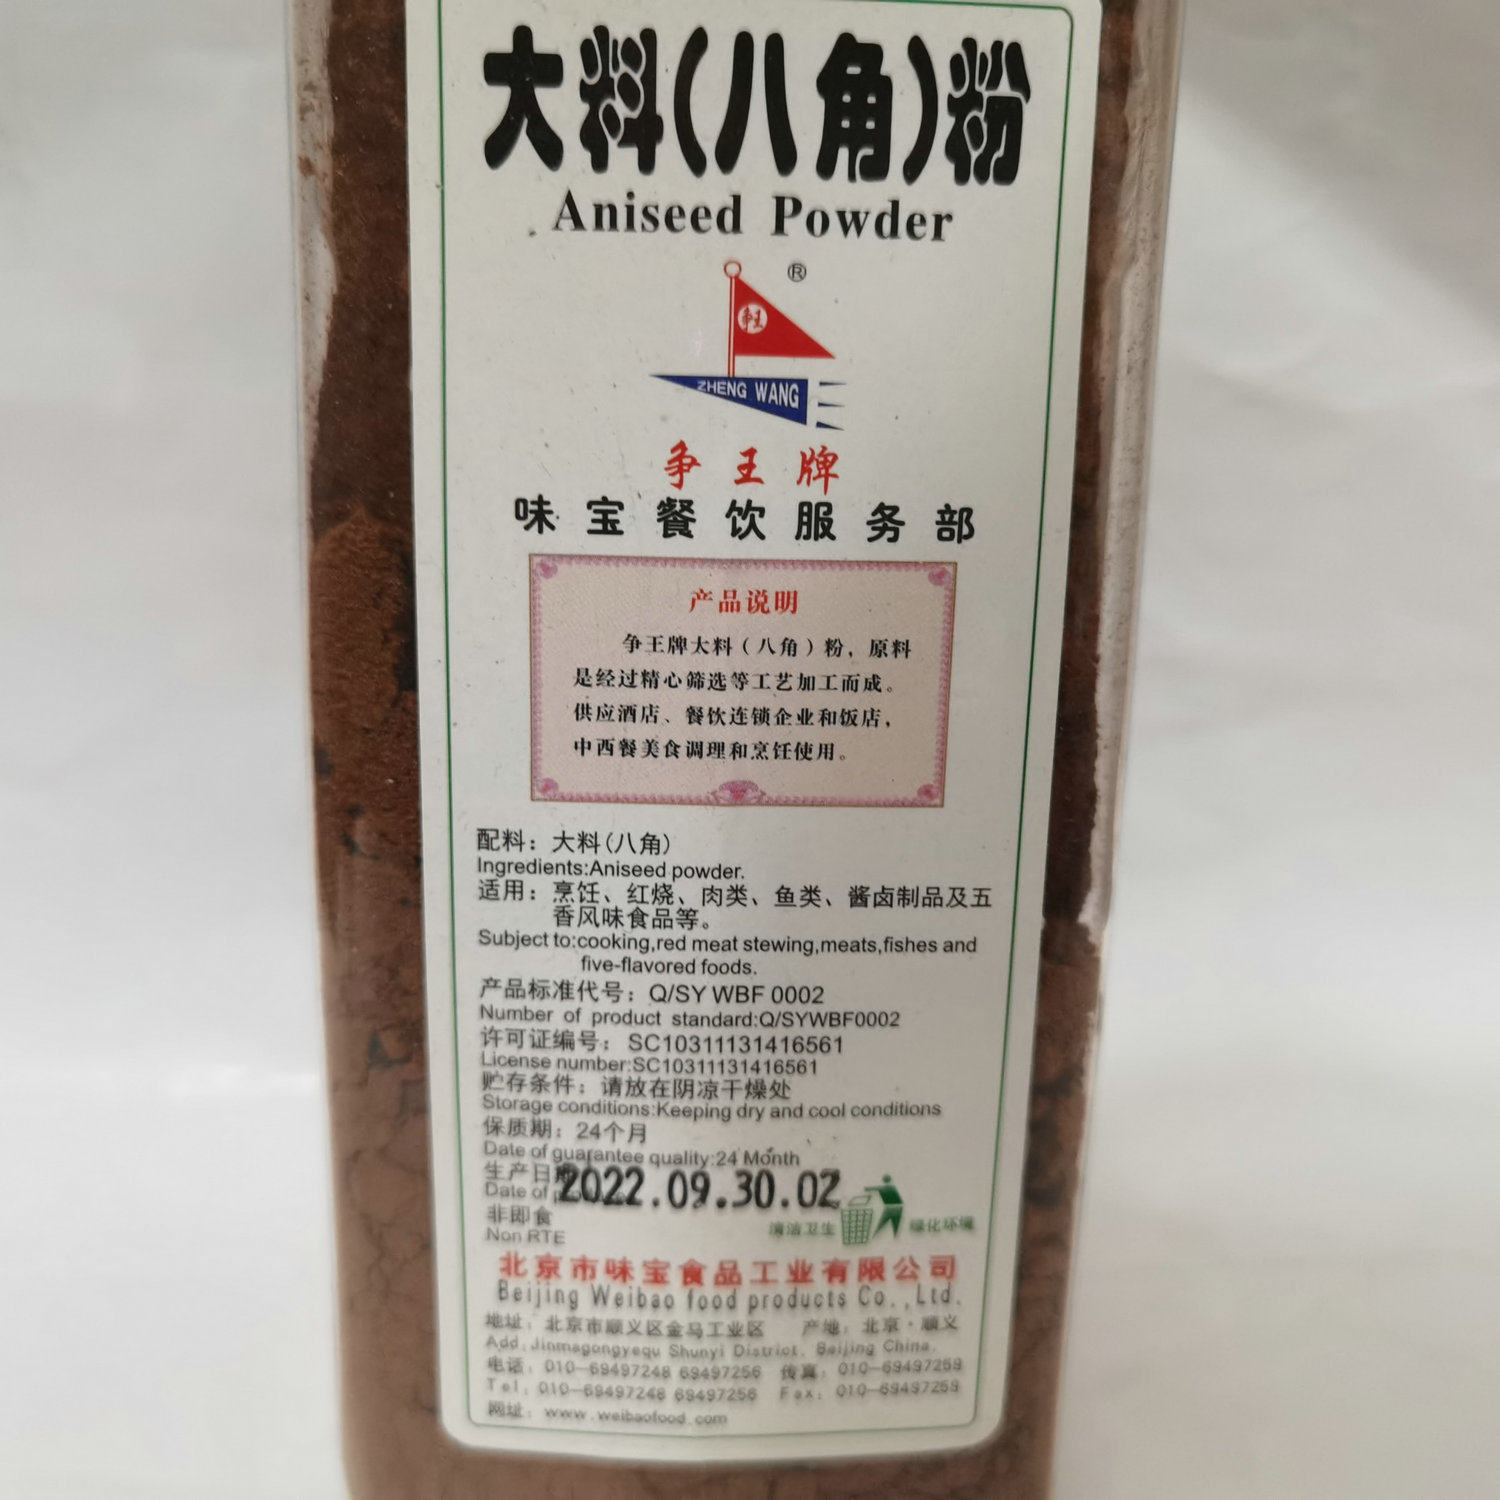 大料(八角)粉
Aniseed Powder
®
争王
ZHENG WANG
争王牌
味宝餐饮服务部
产品说明
争王牌大料（八角）粉，原料
是经过精心筛选等工艺加工而成。
供应酒店、餐饮连锁企业和饭店，
中西餐美食调理和烹饪使用。
配料：大料(八角)
Ingredients:Aniseed powder.
适用：烹饪、红烧、肉类、鱼类、酱卤制品及五
香风味食品等。
Subject to:cooking,red meat stewing,meats,fishes and
five-flavored foods.
产品标准代号：Q/SY WBF 0002
Number of product standard:Q/SYWBF0002
许可证编号：SC10311131416561
License number:SC10311131416561
贮存条件：请放在阴凉干燥处
Storage conditions:Keeping dry and cool conditions
保质期：24个月
Date of guarantee quality:24 Month
生产日期
2022.09.30.02
Date of
清洁卫生 绿化环境
非即食
Non RTE
北京市味宝食品工业有限公司
Beijing Weibao food products Co.,Ltd.
地址：北京市顺义区金马工业区 产地：北京·顺义
Add.Jinmagongyequ Shunyi District. Beijing China.
电话：010—69497248 69497256 传真：010—69497259
Tel：010—69497248 69497256 Fax：010—69497259
网址：www.weibaofood.com